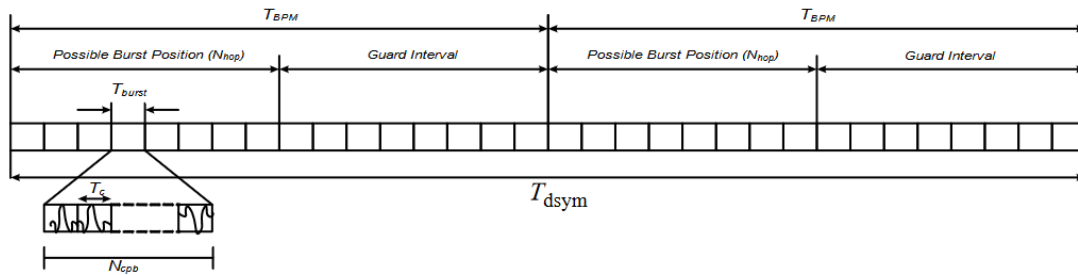 T_BPM T_BPM
Possible Burst Position (N_hop) Guard Interval Possible Burst Position (N_hop) Guard Interval
T_burst
T_dsym
T_c
N_cpb